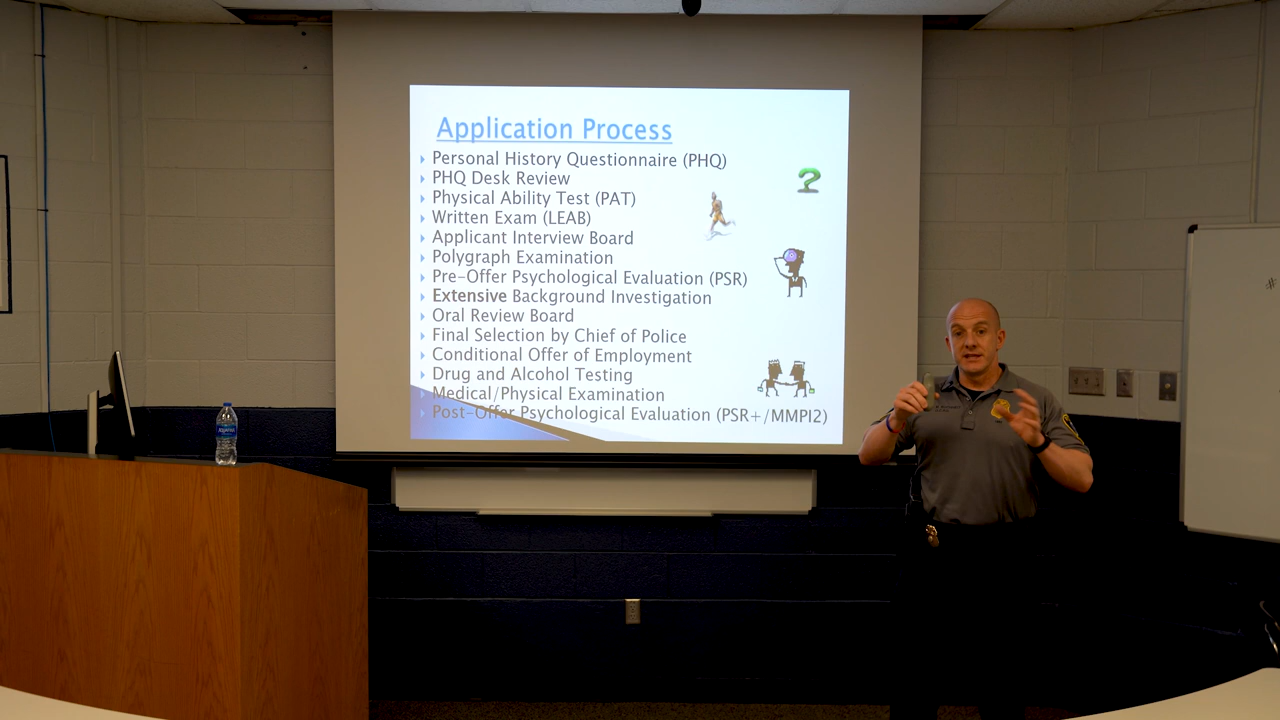 Application Process
Personal History Questionnaire (PHQ)
PHQ Desk Review
Physical Ability Test (PAT)
Written Exam (LEAB)
Applicant Interview Board
Polygraph Examination
Pre-Offer Psychological Evaluation (PSR)
Extensive Background Investigation
Oral Review Board
Final Selection by Chief of Police
Conditional Offer of Employment
Drug and Alcohol Testing
Medical/Physical Examination
Post-Offer Psychological Evaluation (PSR+/MMPI2)